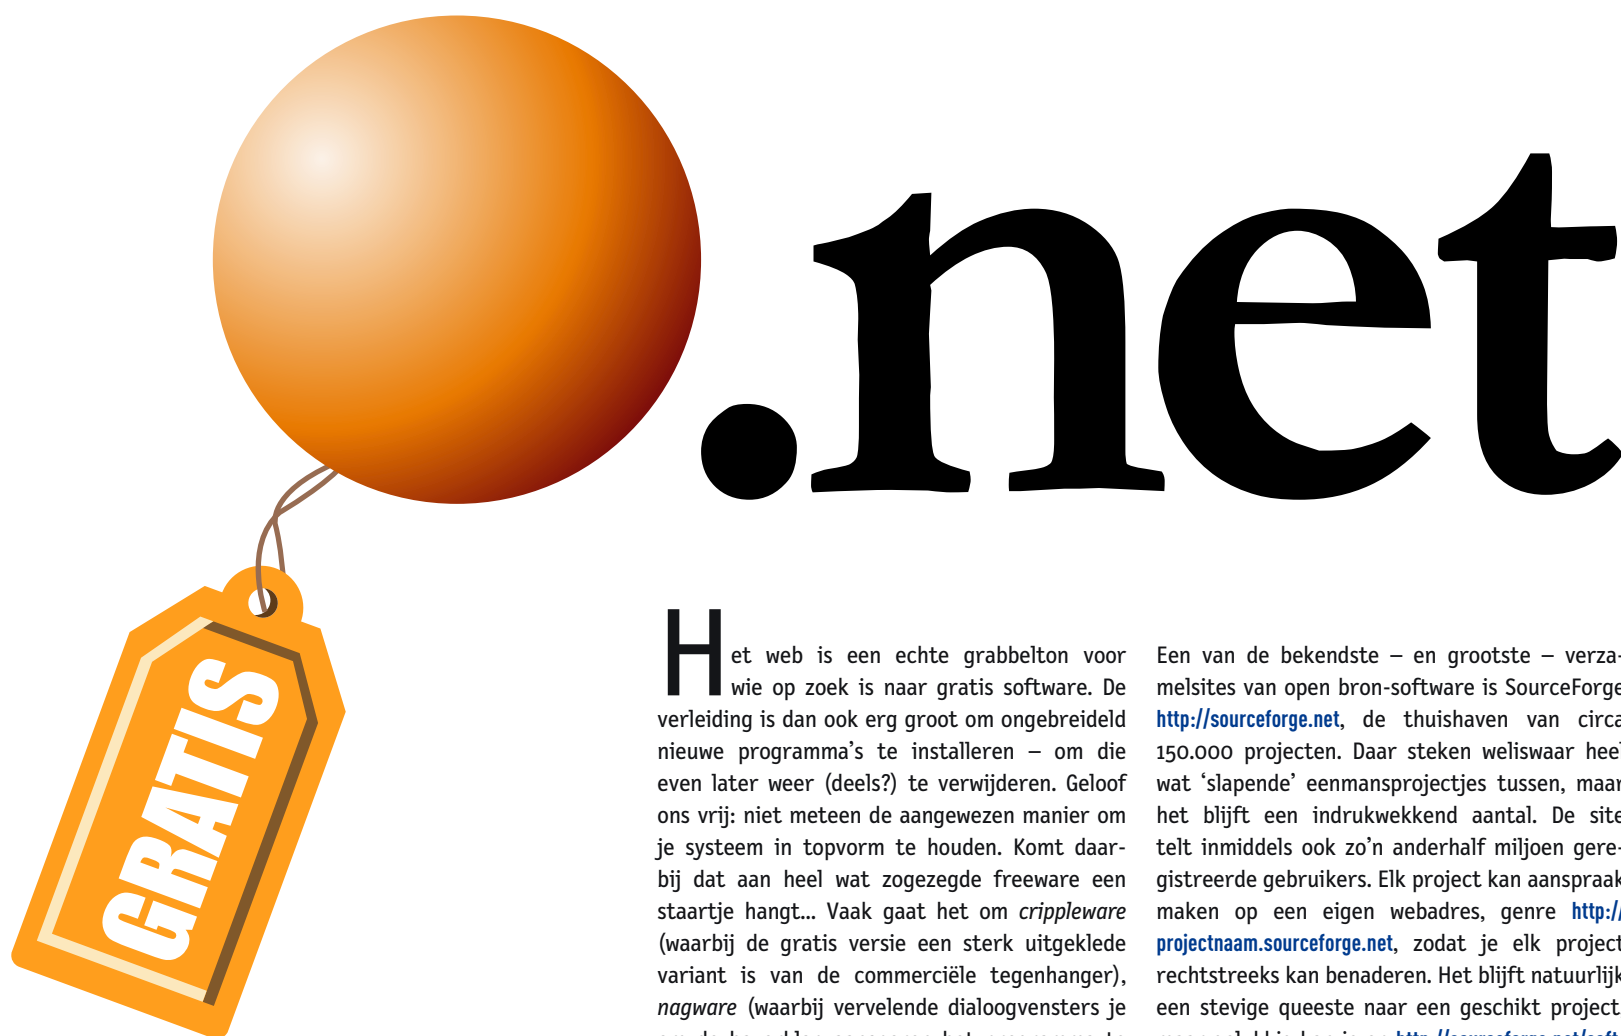 .net
GRATIS
Het web is een echte grabbelton voor
wie op zoek is naar gratis software. De
verleiding is dan ook erg groot om ongebreideld
nieuwe programma’s te installeren – om die
even later weer (deels?) te verwijderen. Geloof
ons vrij: niet meteen de aangewezen manier om
je systeem in topvorm te houden. Komt daar-
bij dat aan heel wat zogezegde freeware een
staartje hangt... Vaak gaat het om crippleware
(waarbij de gratis versie een sterk uitgeklede
variant is van de commerciële tegenhanger),
nagware (waarbij vervelende dialoogvensters je
Een van de bekendste – en grootste – verza-
melsites van open bron-software is SourceForge
http://sourceforge.net, de thuishaven van circa
150.000 projecten. Daar steken weliswaar heel
wat ‘slapende’ eenmansprojectjes tussen, maar
het blijft een indrukwekkend aantal. De site
telt inmiddels ook zo’n anderhalf miljoen gere-
gistreerde gebruikers. Elk project kan aanspraak
maken op een eigen webadres, genre http://
projectnaam.sourceforge.net, zodat je elk project
rechtstreeks kan benaderen. Het blijft natuurlijk
een stevige queeste naar een geschikt project,